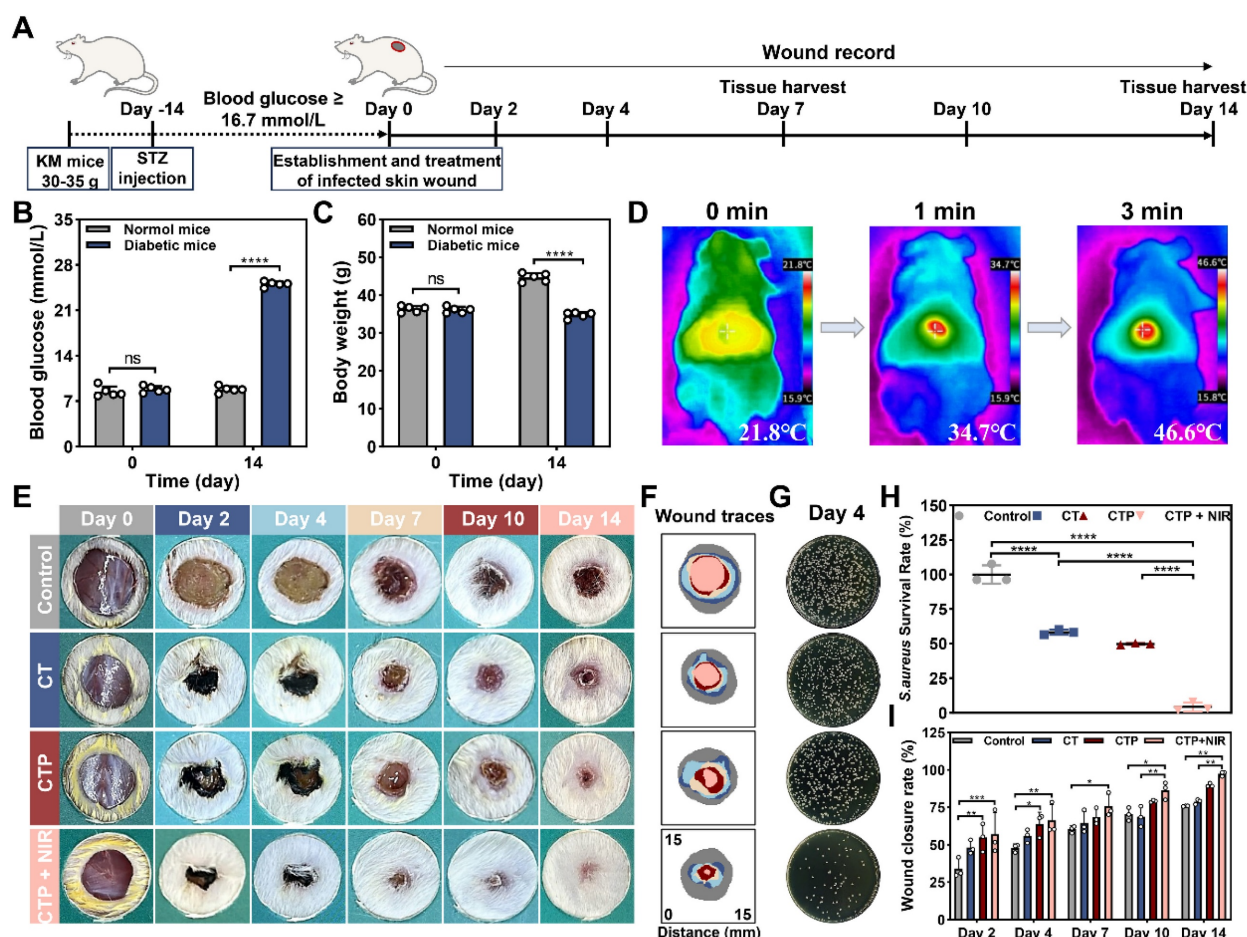 A
Wound record
Blood glucose ≥
16.7 mmol/L
Tissue harvest
Tissue harvest
Day -14
Day 0
Day 2
Day 4
Day 7
Day 10
Day 14
KM mice
30-35 g
STZ
injection
Establishment and treatment
of infected skin wound
B
35
28
21
14
7
0
Blood glucose (mmol/L)
Normal mice
Diabetic mice
ns
****
0
14
Time (day)
C
60
50
40
30
20
10
0
Body weight (g)
Normal mice
Diabetic mice
ns
****
0
14
Time (day)
D
0 min
1 min
3 min
21.8℃
15.9℃
21.8℃
34.7℃
15.9℃
34.7℃
46.6℃
15.8℃
46.6℃
E
Day 0
Day 2
Day 4
Day 7
Day 10
Day 14
Control
CT
CTP
CTP + NIR
F
Wound traces
15
0
15
Distance (mm)
G
Day 4
H
150
125
100
75
50
25
0
S.aureus Survival Rate (%)
Control
CT
CTP
CTP + NIR
****
****
****
****
I
125
100
75
50
25
Wound closure rate (%)
Control
CT
CTP
CTP+NIR
***
**
**
*
*
*
**
**
**
Day 2
Day 4
Day 7
Day 10
Day 14